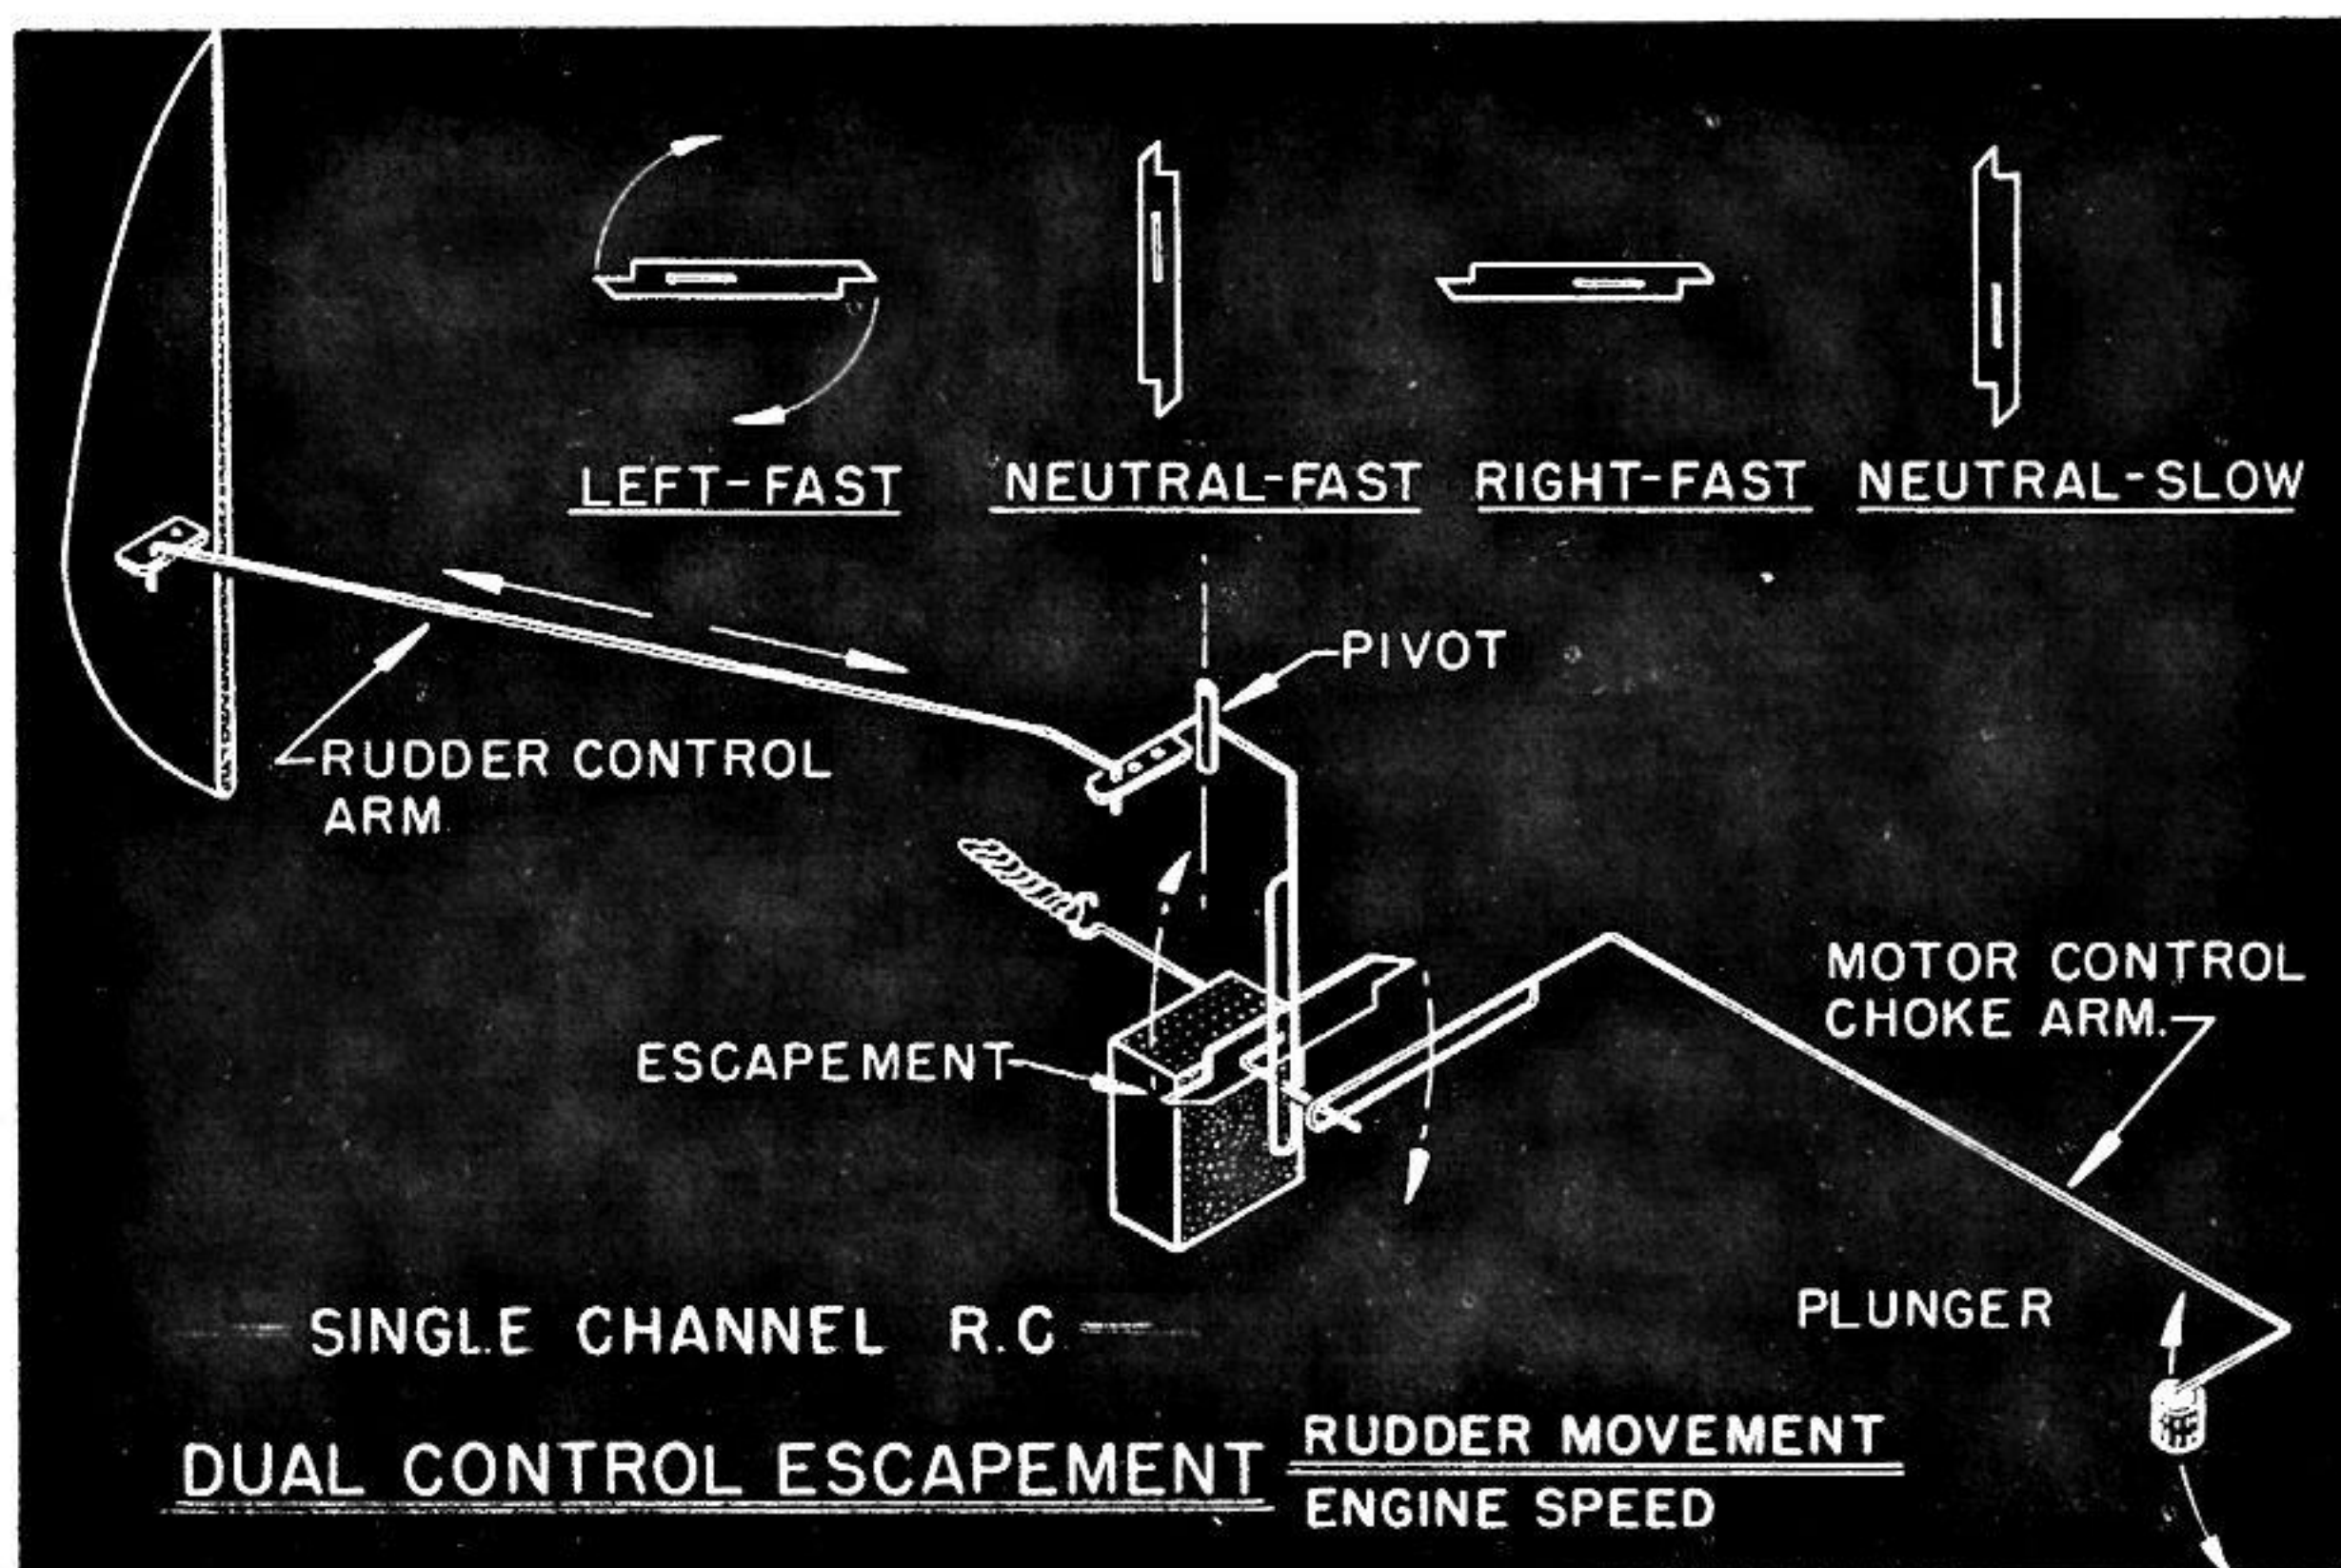 LEFT-FAST NEUTRAL-FAST RIGHT-FAST NEUTRAL-SLOW
PIVOT
RUDDER CONTROL
ARM.
MOTOR CONTROL
CHOKE ARM.
ESCAPEMENT
PLUNGER
SINGLE CHANNEL R.C
DUAL CONTROL ESCAPEMENT
RUDDER MOVEMENT
ENGINE SPEED